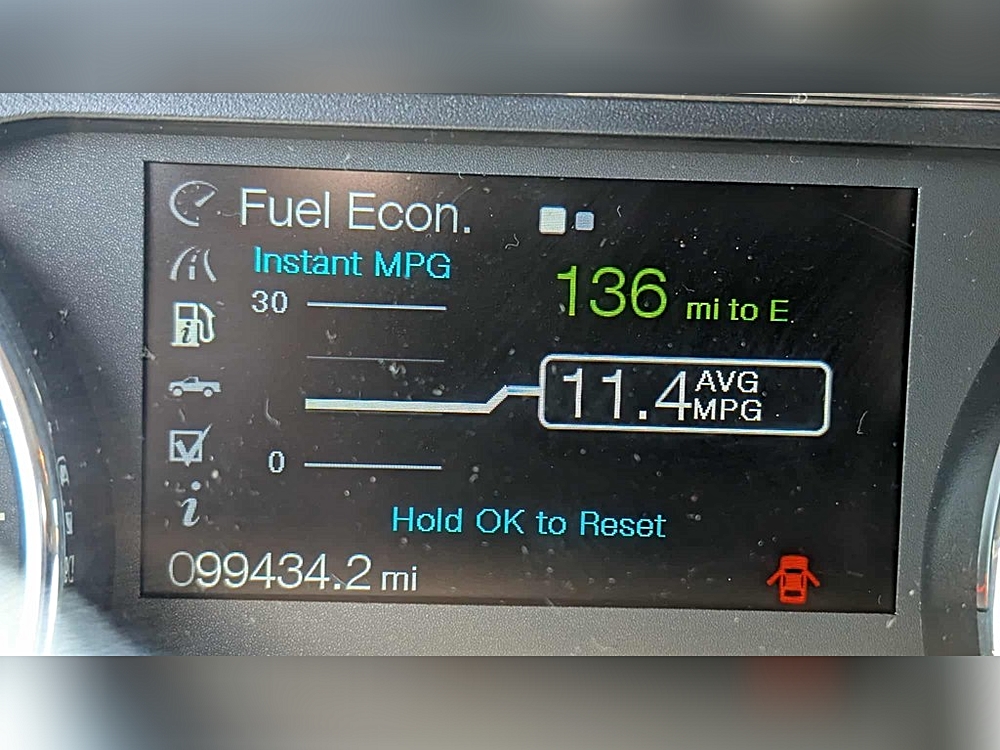 Fuel Econ.
Instant MPG
30
136 mi to E
11.4 AVG MPG
0
Hold OK to Reset
099434.2 mi